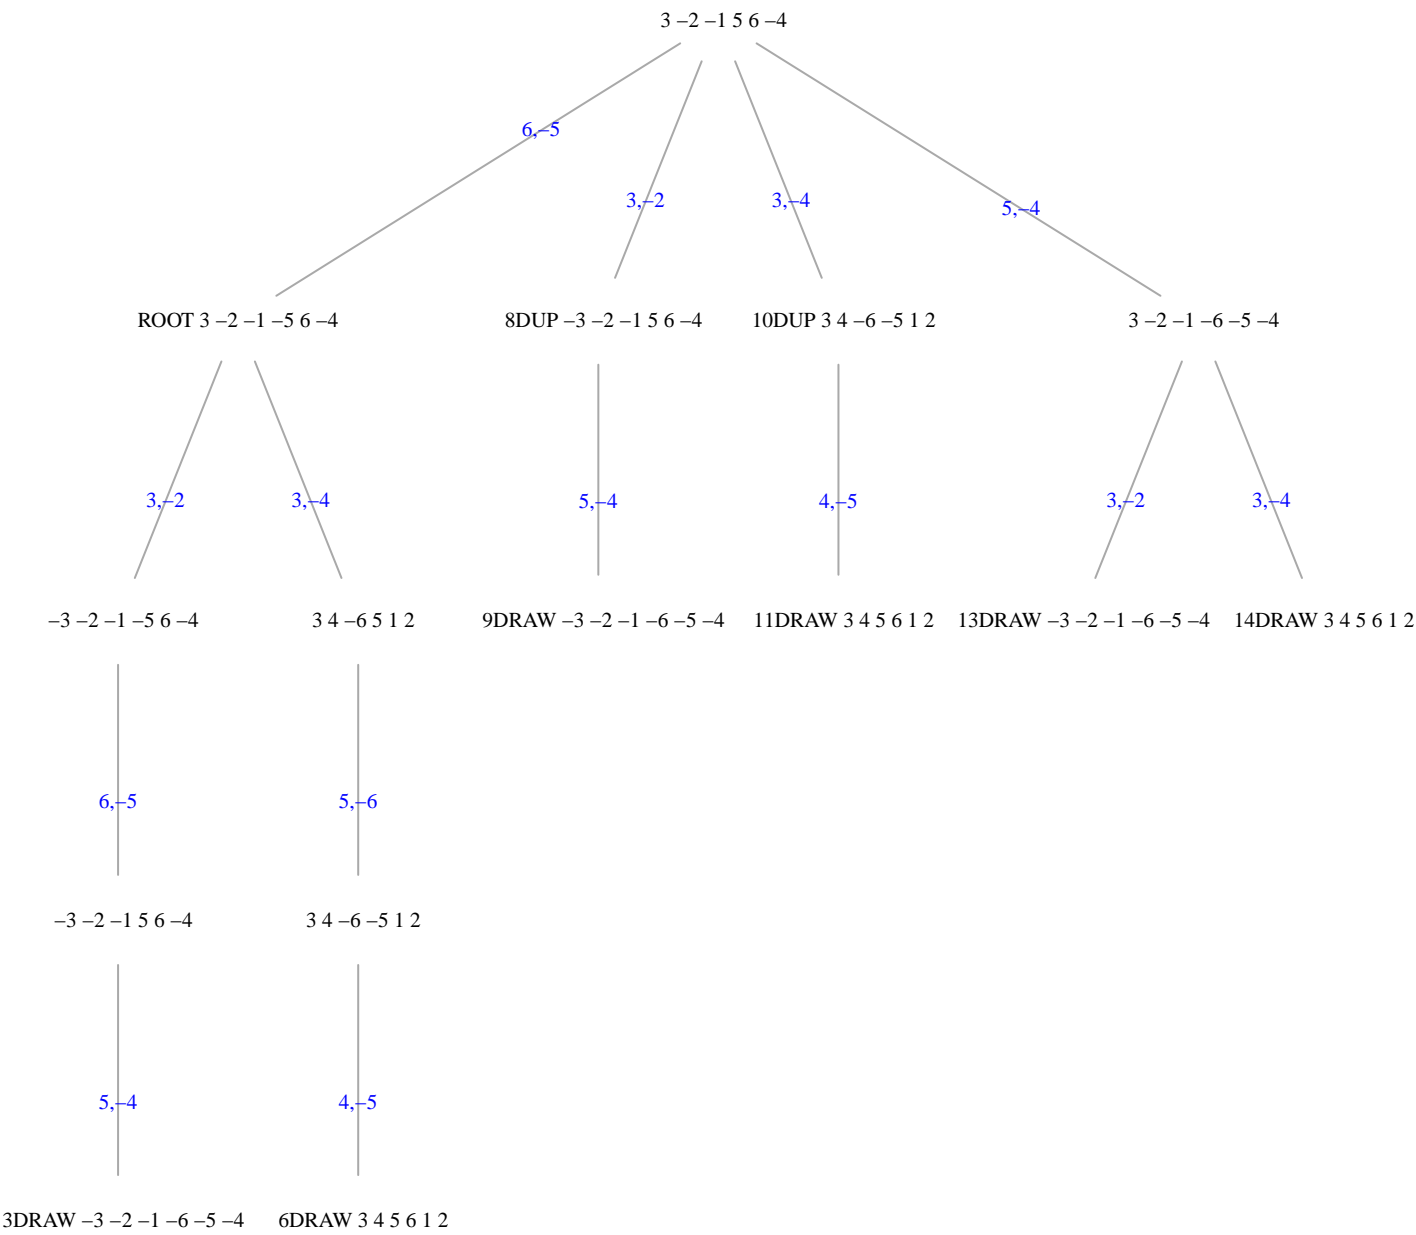 3 –2 –1 5 6 –4
6,–5
3,–2
3,–4
5,–4
ROOT 3 –2 –1 –5 6 –4
8DUP –3 –2 –1 5 6 –4
10DUP 3 4 –6 –5 1 2
3 –2 –1 –6 –5 –4
3,–2
3,–4
5,–4
4,–5
3,–2
3,–4
–3 –2 –1 –5 6 –4
3 4 –6 5 1 2
9DRAW –3 –2 –1 –6 –5 –4
11DRAW 3 4 5 6 1 2
13DRAW –3 –2 –1 –6 –5 –4
14DRAW 3 4 5 6 1 2
6,–5
5,–6
–3 –2 –1 5 6 –4
3 4 –6 –5 1 2
5,–4
4,–5
3DRAW –3 –2 –1 –6 –5 –4
6DRAW 3 4 5 6 1 2